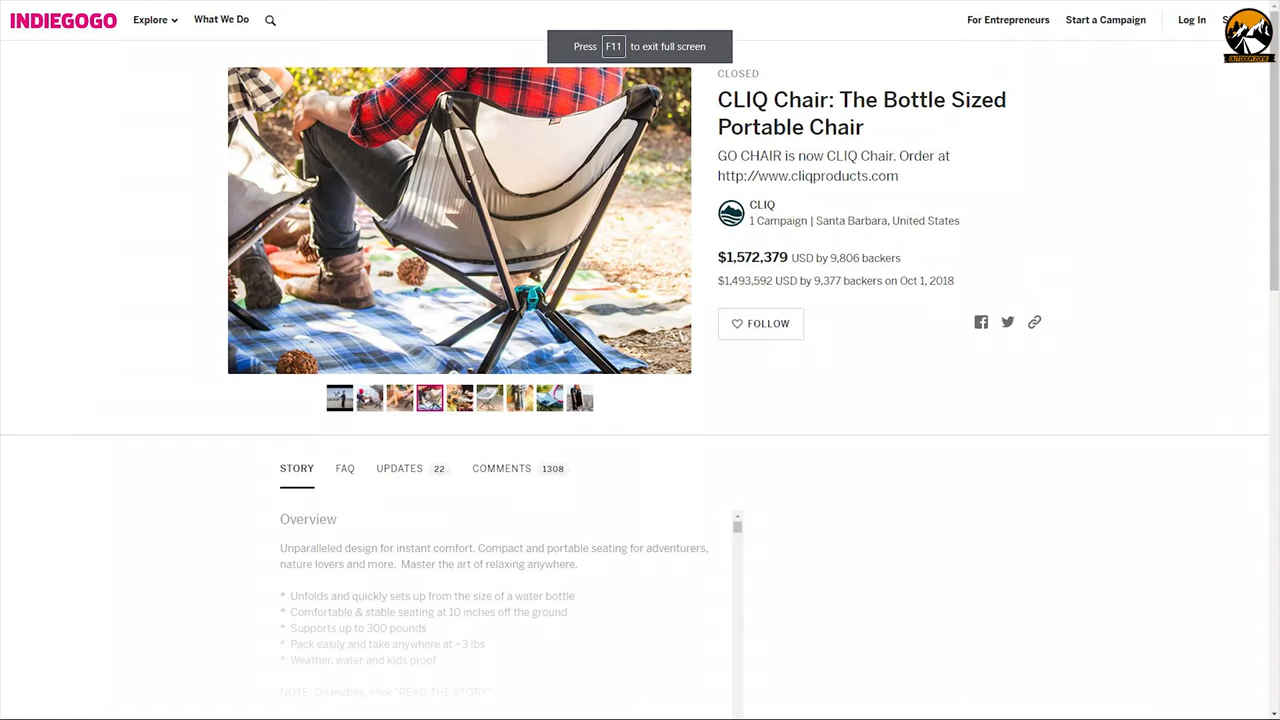 INDIEGOGO Explore What We Do For Entrepreneurs Start a Campaign Log In
Press F11 to exit full screen
OUTDOOR ZONE
CLOSED
CLIQ Chair: The Bottle Sized
Portable Chair
GO CHAIR is now CLIQ Chair. Order at
http://www.cliqproducts.com
CLIQ
1 Campaign | Santa Barbara, United States
$1,572,379 USD by 9,806 backers
$1,493,592 USD by 9,377 backers on Oct 1, 2018
FOLLOW
STORY FAQ UPDATES 22 COMMENTS 1308
Overview
Unparalleled design for instant comfort. Compact and portable seating for adventurers,
nature lovers and more. Master the art of relaxing anywhere.
* Unfolds and quickly sets up from the size of a water bottle
* Comfortable & stable seating at 10 inches off the ground
* Supports up to 300 pounds
* Pack easily and take anywhere at ~3 lbs
* Weather, water and kids proof
NOTE: On mobile, click "READ THE STORY"